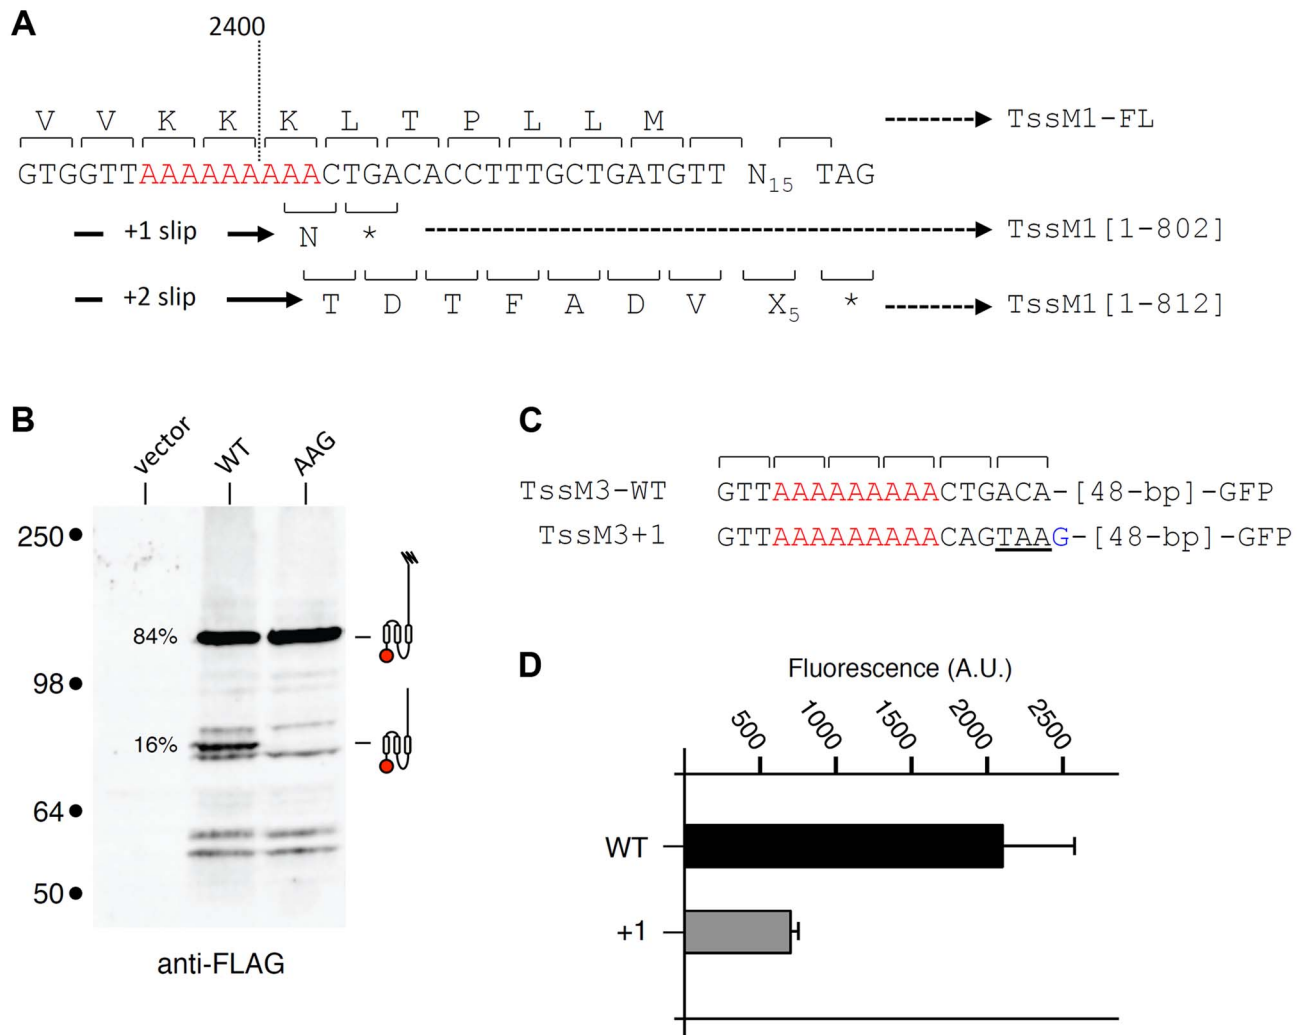 A
2400
V V K K K L T P L L M TssM1-FL
GTGGTTAAAAAAAAACTGACACCTTTGCTGATGTT N15 TAG
+1 slip N * TssM1[1-802]
+2 slip T D T F A D V X5 * TssM1[1-812]
B
vector WT AAG
250
84%
98
16%
64
50
anti-FLAG
C
TssM3-WT GTTAAAAAAAAACTGACA-[48-bp]-GFP
TssM3+1 GTTAAAAAAAAACAGTAAG-[48-bp]-GFP
D
Fluorescence (A.U.)
500 1000 1500 2000 2500
WT
+1